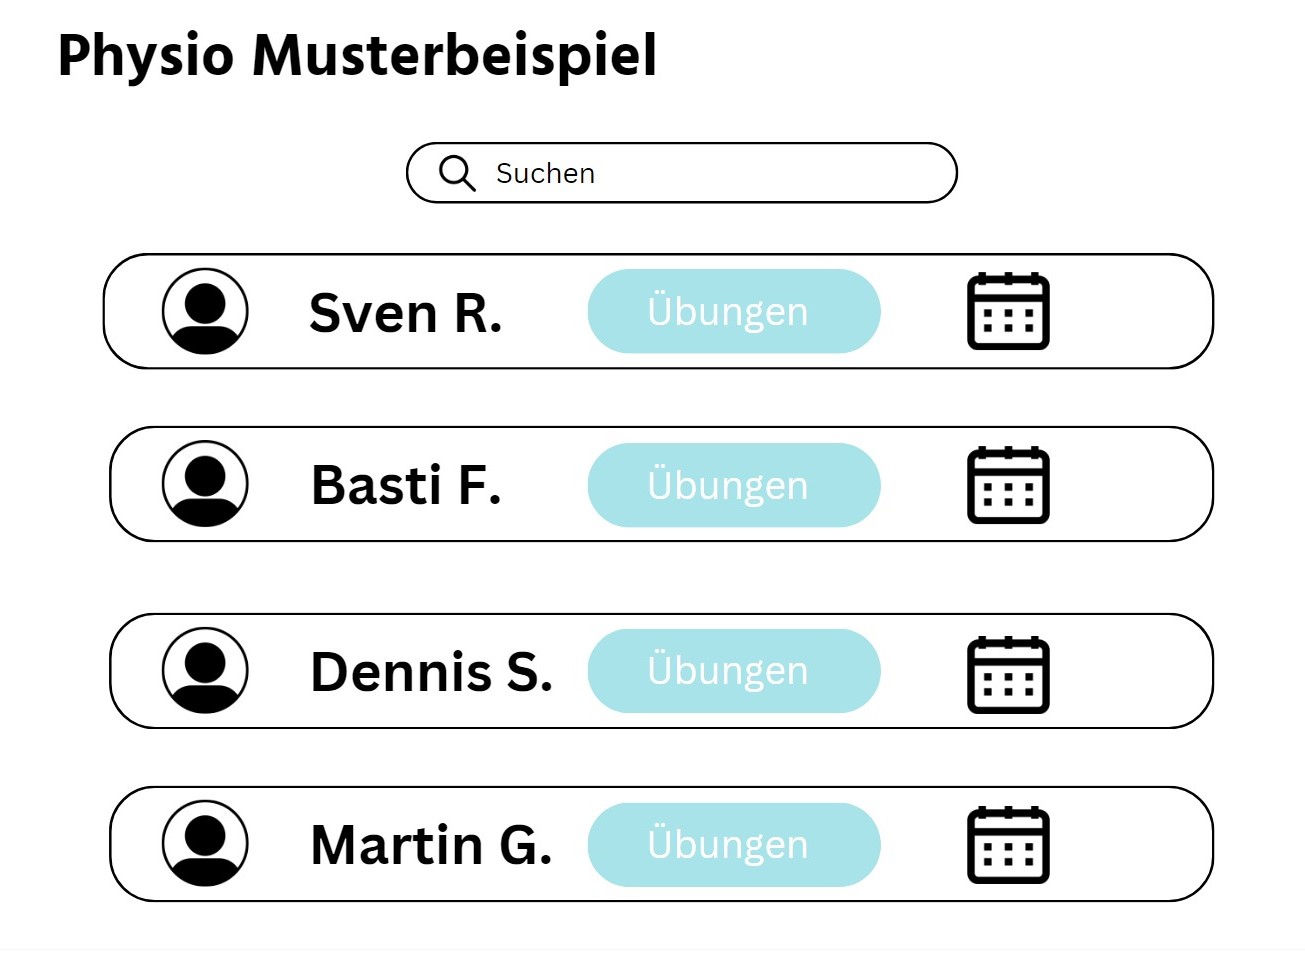 Physio Musterbeispiel
Suchen
Sven R.
Übungen
Basti F.
Übungen
Dennis S.
Übungen
Martin G.
Übungen